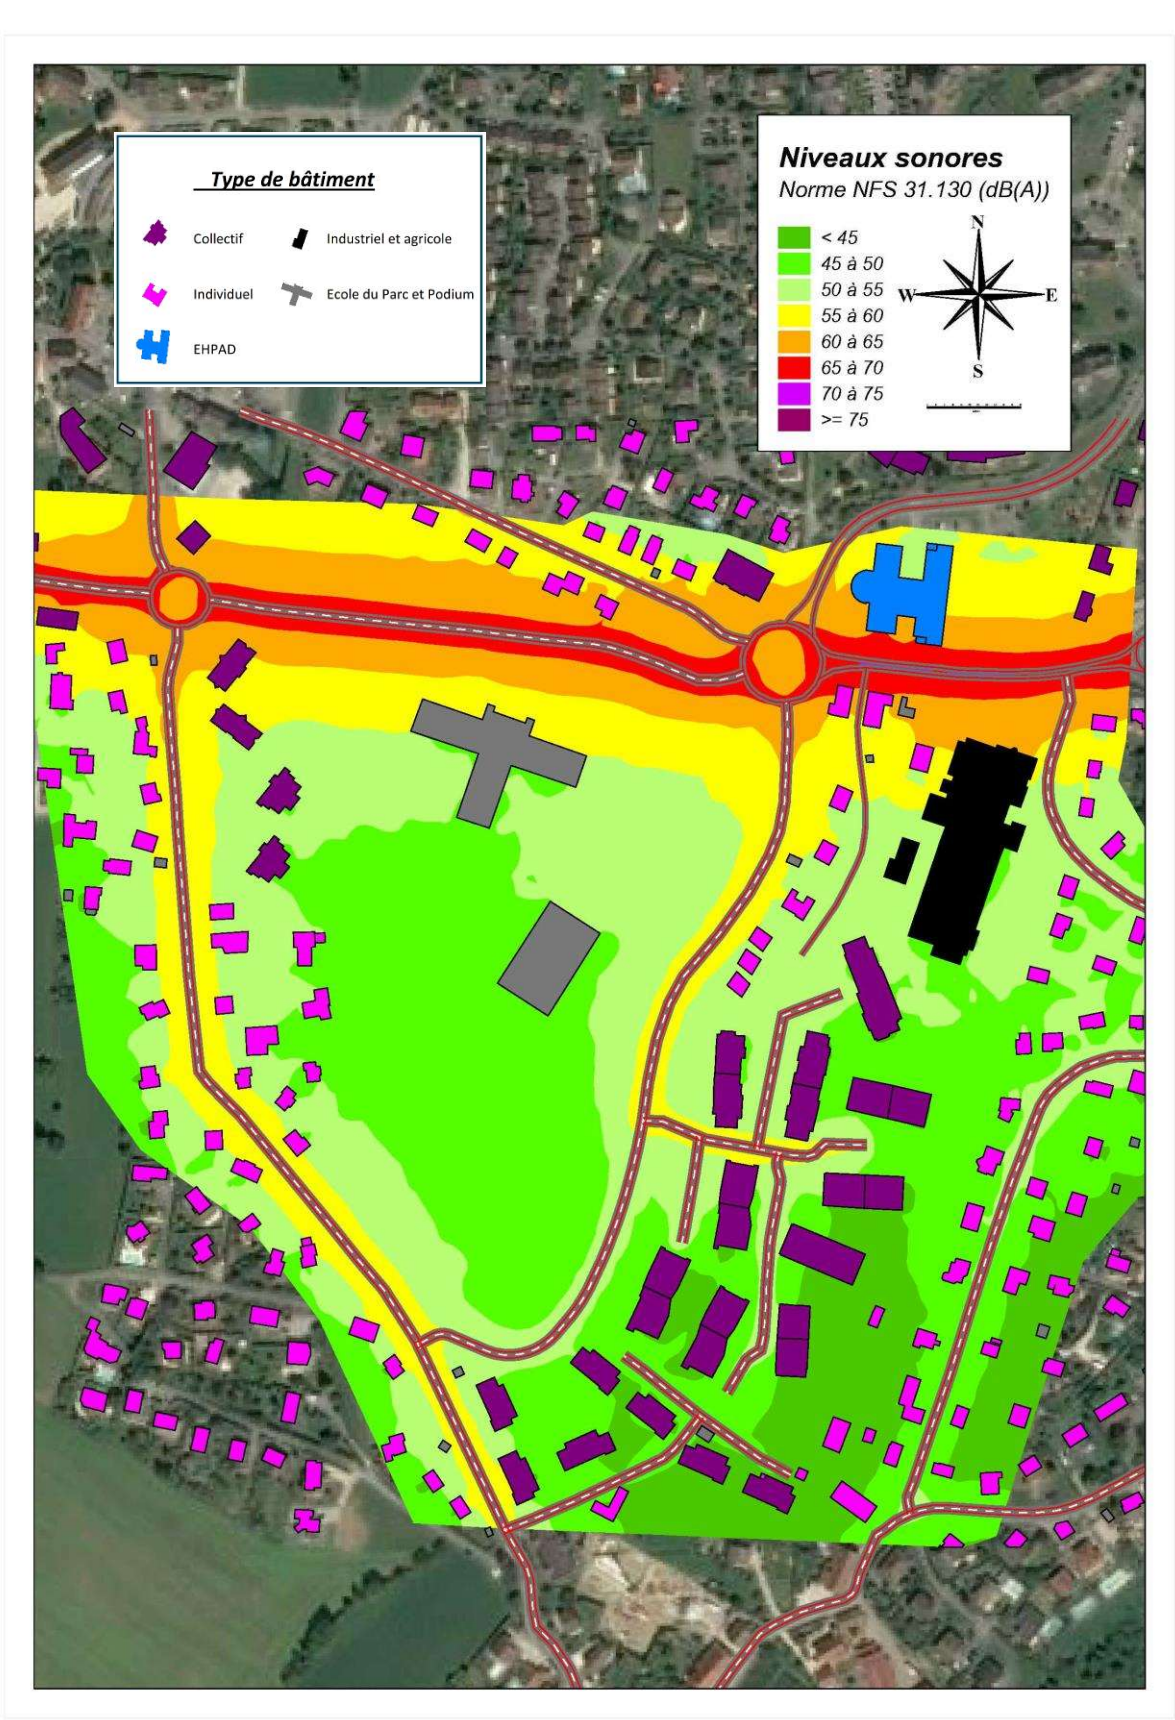 Type de bâtiment
Collectif
Industriel et agricole
Individuel
Ecole du Parc et Podium
EHPAD
Niveaux sonores
Norme NFS 31.130 (dB(A))
< 45
45 à 50
50 à 55
55 à 60
60 à 65
65 à 70
70 à 75
>= 75
N
W
E
S